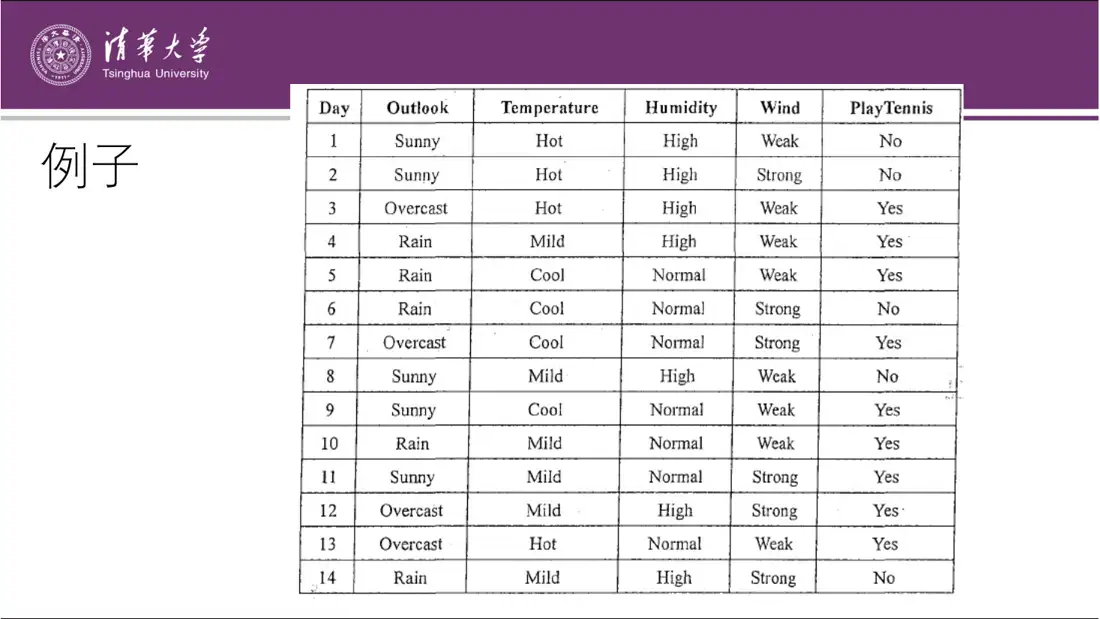 清华大学
Tsinghua University
例子
Day Outlook Temperature Humidity Wind PlayTennis
1 Sunny Hot High Weak No
2 Sunny Hot High Strong No
3 Overcast Hot High Weak Yes
4 Rain Mild High Weak Yes
5 Rain Cool Normal Weak Yes
6 Rain Cool Normal Strong No
7 Overcast Cool Normal Strong Yes
8 Sunny Mild High Weak No
9 Sunny Cool Normal Weak Yes
10 Rain Mild Normal Weak Yes
11 Sunny Mild Normal Strong Yes
12 Overcast Mild High Strong Yes
13 Overcast Hot Normal Weak Yes
14 Rain Mild High Strong No